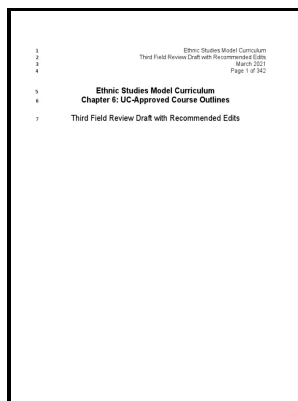 1 Ethnic Studies Model Curriculum
2 Third Field Review Draft with Recommended Edits
3 March 2021
4 Page 1 of 342
5 Ethnic Studies Model Curriculum
6 Chapter 6: UC-Approved Course Outlines
7 Third Field Review Draft with Recommended Edits